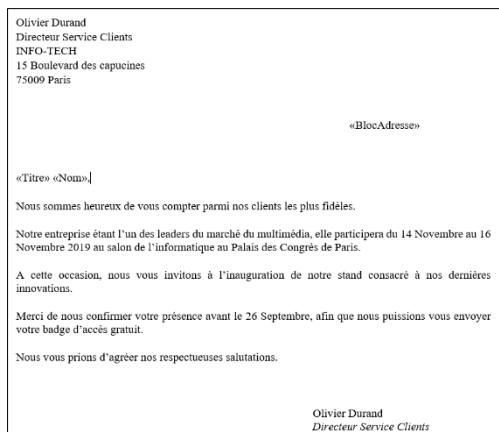 Olivier Durand
Directeur Service Clients
INFO-TECH
15 Boulevard des capucines
75009 Paris
«BlocAdresse»
«Titre» «Nom»,
Nous sommes heureux de vous compter parmi nos clients les plus fidèles.
Notre entreprise étant l’un des leaders du marché du multimédia, elle participera du 14 Novembre au 16
Novembre 2019 au salon de l’informatique au Palais des Congrès de Paris.
A cette occasion, nous vous invitons à l’inauguration de notre stand consacré à nos dernières
innovations.
Merci de nous confirmer votre présence avant le 26 Septembre, afin que nous puissions vous envoyer
votre badge d’accès gratuit.
Nous vous prions d’agréer nos respectueuses salutations.
Olivier Durand
Directeur Service Clients